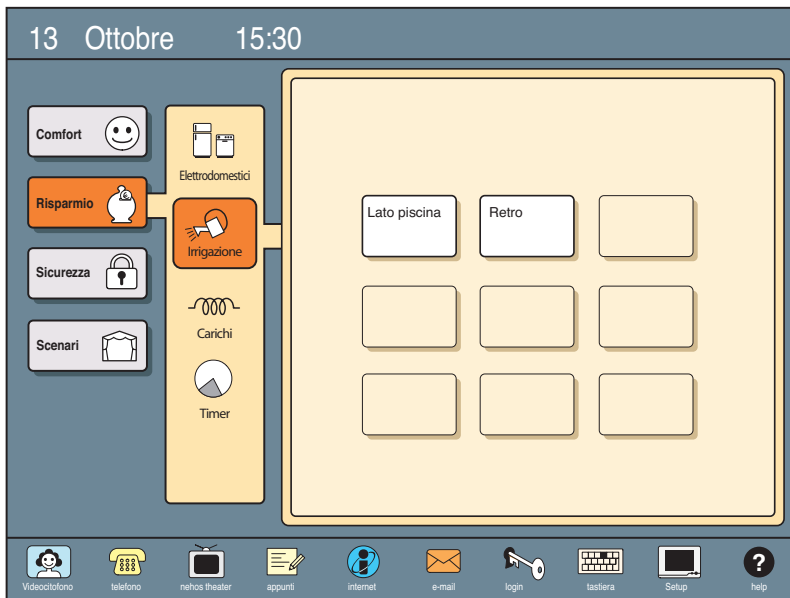 13 Ottobre 15:30
Comfort
Risparmio
Sicurezza
Scenari
Elettrodomestici
Irrigazione
Carichi
Timer
Lato piscina
Retro
Videocitofono
telefono
nehos theater
appunti
internet
e-mail
login
tastiera
Setup
help